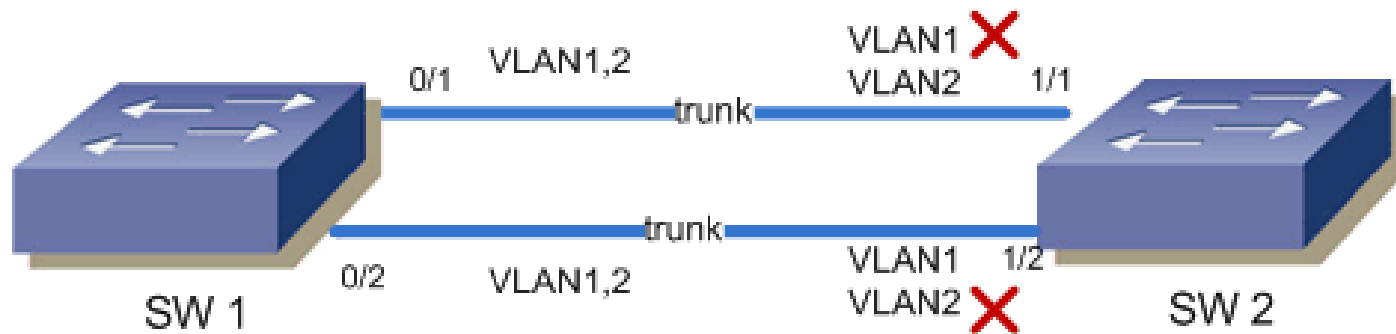 VLAN1
VLAN1,2
0/1
VLAN2
1/1
trunk
trunk
VLAN1
1/2
0/2
VLAN1,2
VLAN2
SW 1
SW 2